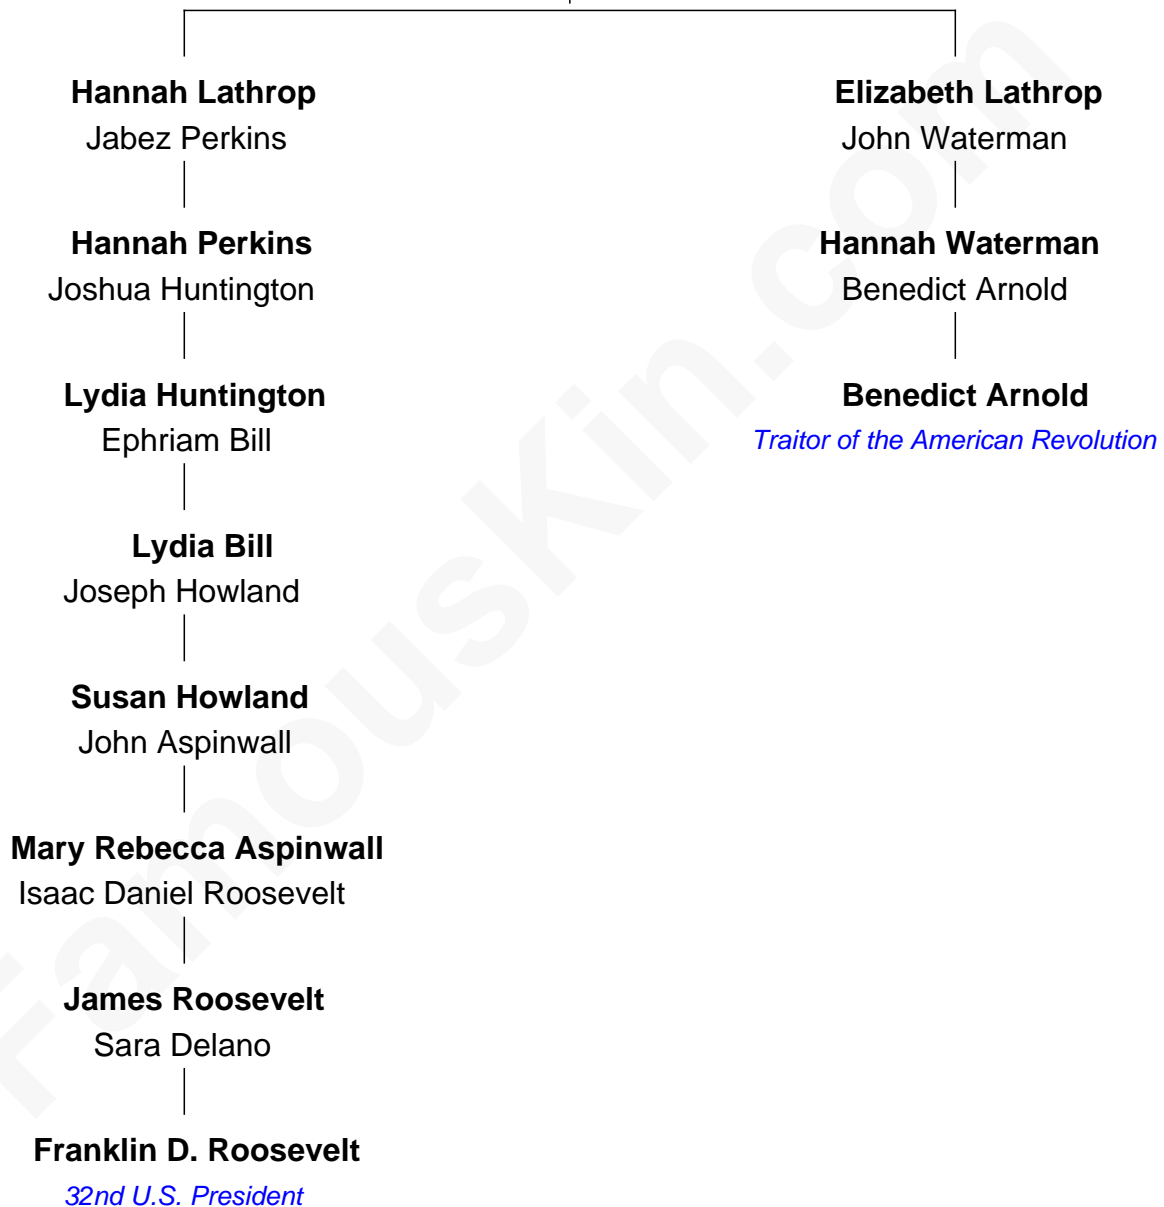 Hannah Lathrop
Jabez Perkins
Hannah Perkins
Joshua Huntington
Lydia Huntington
Ephriam Bill
Lydia Bill
Joseph Howland
Susan Howland
John Aspinwall
Mary Rebecca Aspinwall
Isaac Daniel Roosevelt
James Roosevelt
Sara Delano
Franklin D. Roosevelt
32nd U.S. President
Elizabeth Lathrop
John Waterman
Hannah Waterman
Benedict Arnold
Benedict Arnold
Traitor of the American Revolution
FamousKin.com